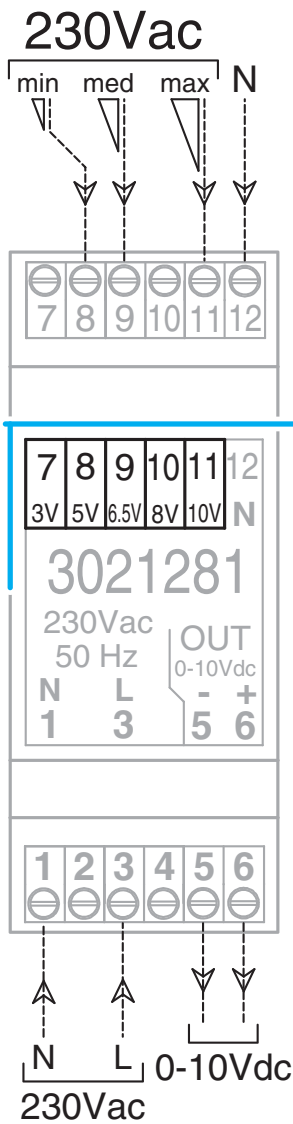 230Vac
min med max N
7 8 9 10 11 12
7 8 9 10 11 12
3V 5V 6.5V 8V 10V N
3021281
230Vac
50 Hz
OUT
0-10Vdc
N L - +
1 3 5 6
1 2 3 4 5 6
N L 0-10Vdc
230Vac